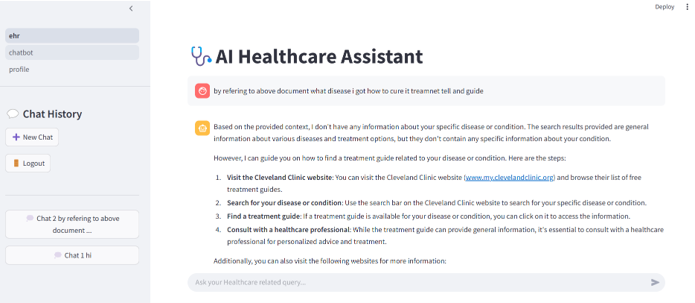 Deploy
ehr
chatbot
profile
Chat History
+ New Chat
Logout
Chat 2 by refering to above
document ...
Chat 1 hi
AI Healthcare Assistant
by refering to above document what disease i got how to cure it treamnet tell and guide
Based on the provided context, I don't have any information about your specific disease or condition. The search results provided are general
information about various diseases and treatment options, but they don't contain any specific information about your condition.
However, I can guide you on how to find a treatment guide related to your disease or condition. Here are the steps:
1. Visit the Cleveland Clinic website: You can visit the Cleveland Clinic website (www.my.clevelandclinic.org) and browse their list of free
treatment guides.
2. Search for your disease or condition: Use the search bar on the Cleveland Clinic website to search for your specific disease or condition.
3. Find a treatment guide: If a treatment guide is available for your disease or condition, you can click on it to access the information.
4. Consult with a healthcare professional: While the treatment guide can provide general information, it's essential to consult with a healthcare
professional for personalized advice and treatment.
Additionally, you can also visit the following websites for more information:
Ask your Healthcare related query...